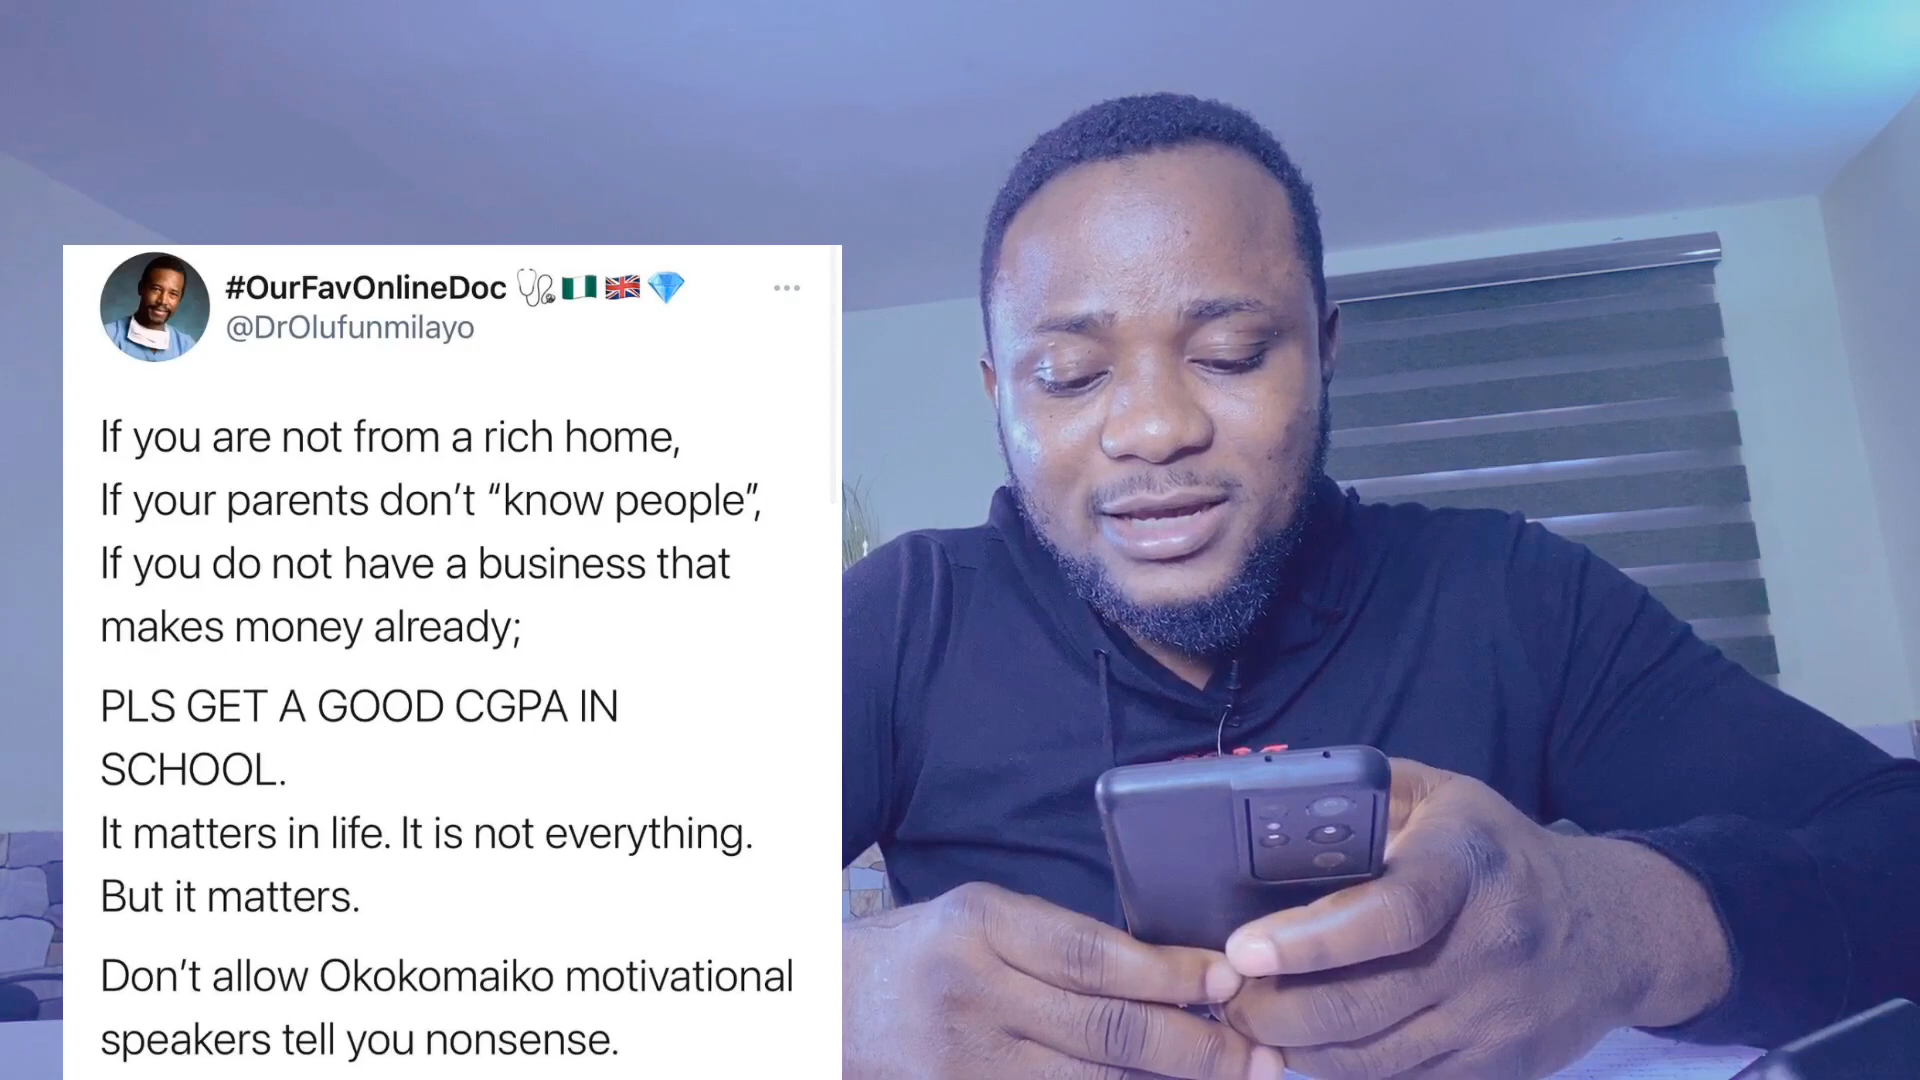 #OurFavOnlineDoc 🩺🇳🇬🇬🇧💎
@DrOlufunmilayo
If you are not from a rich home,
If your parents don’t “know people”,
If you do not have a business that
makes money already;
PLS GET A GOOD CGPA IN
SCHOOL.
It matters in life. It is not everything.
But it matters.
Don’t allow Okokomaiko motivational
speakers tell you nonsense.